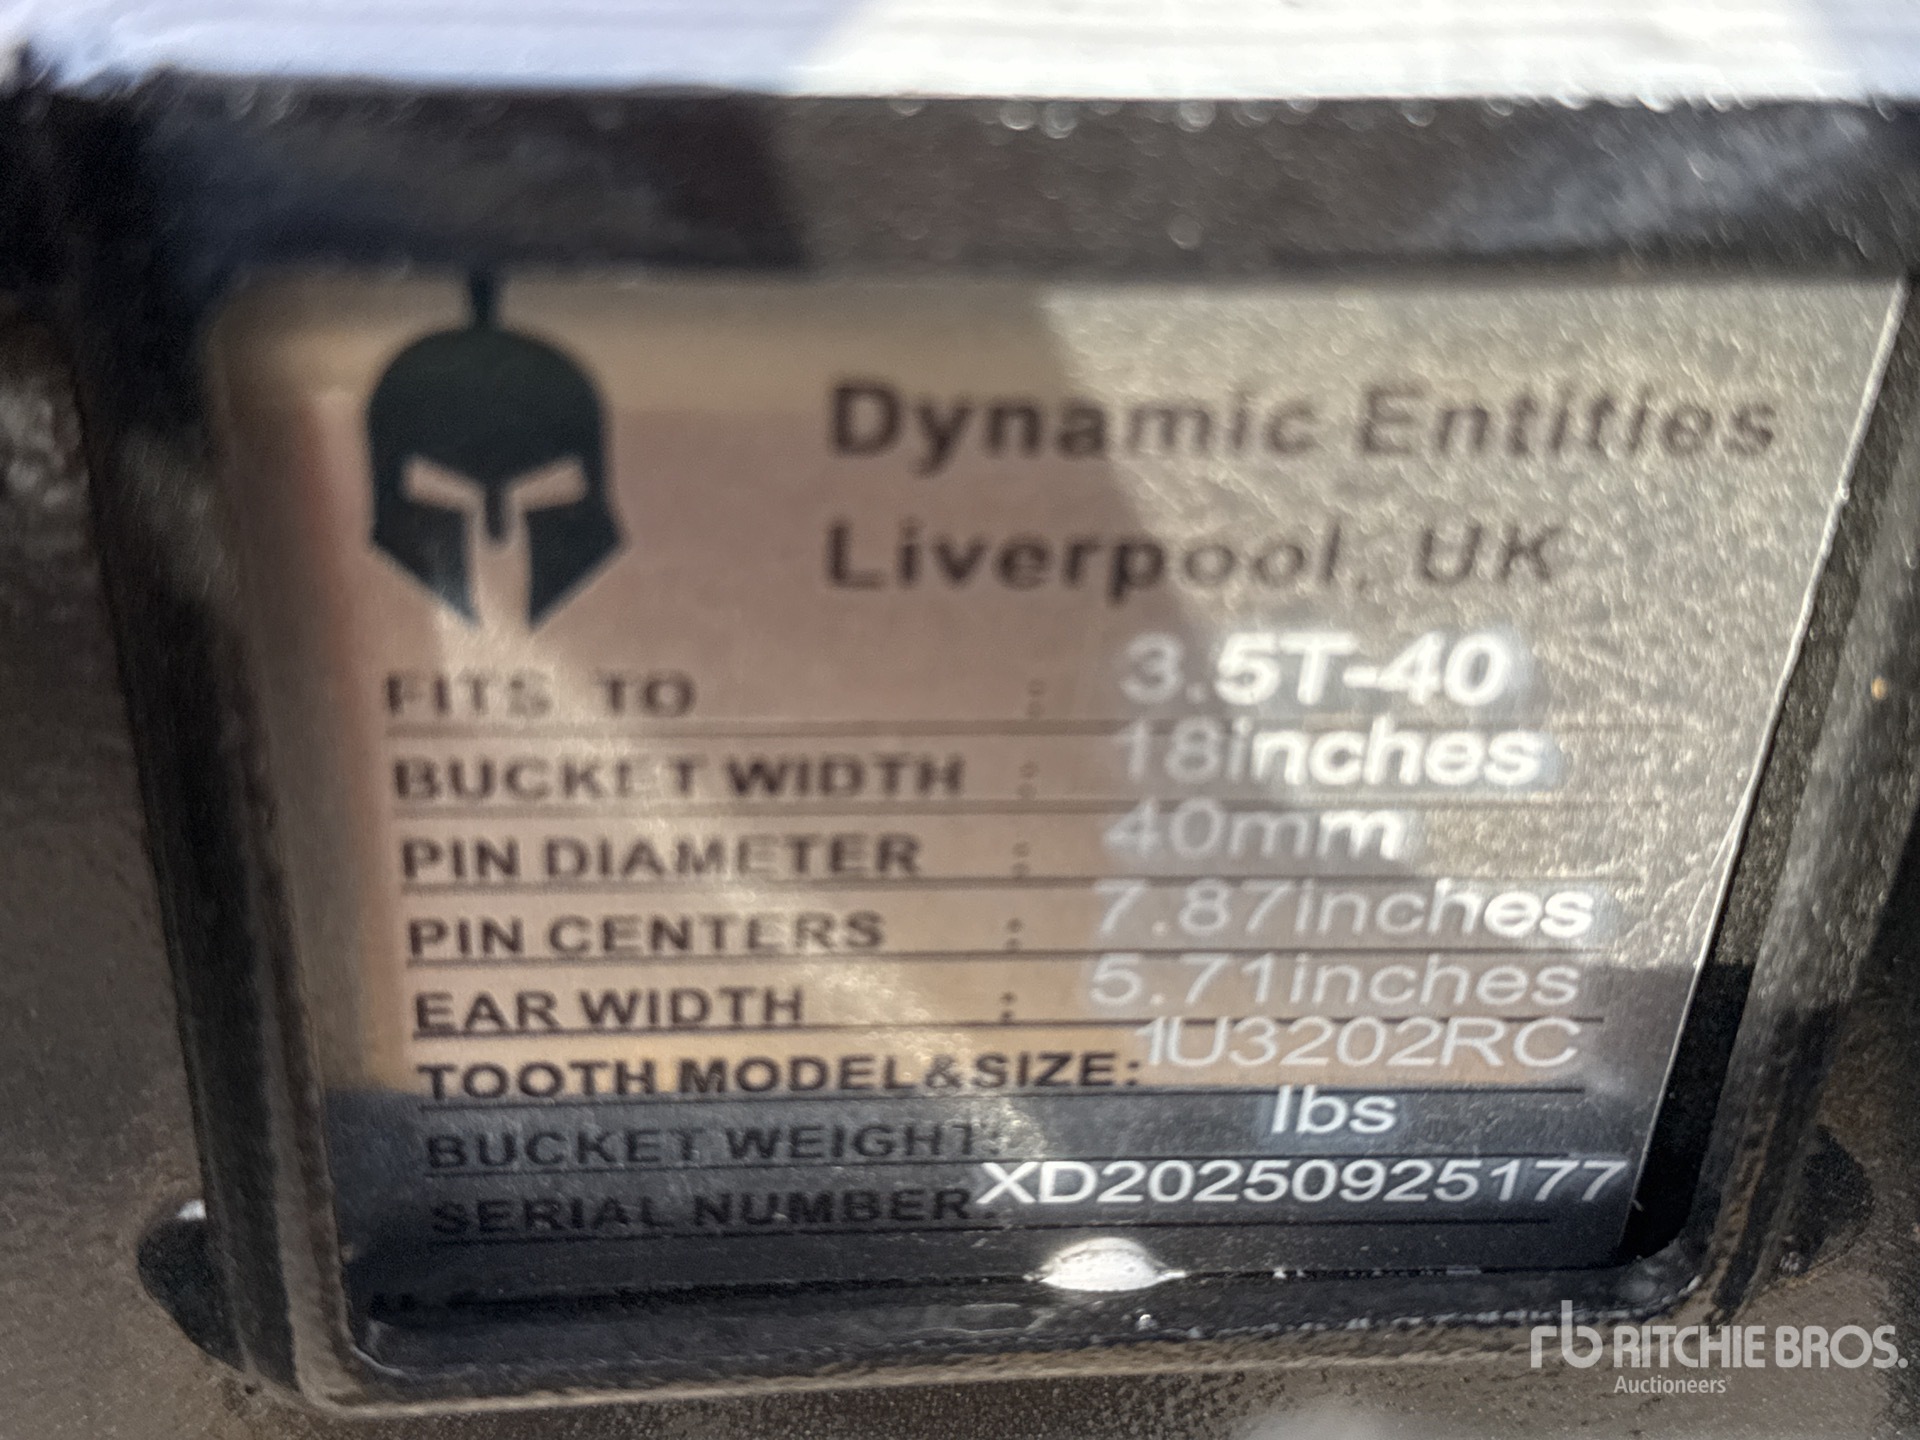 Dynamic Entities
Liverpool, UK
FITS TO : 3.5T-40
BUCKET WIDTH : 18inches
PIN DIAMETER : 40mm
PIN CENTERS : 7.87inches
EAR WIDTH : 5.71inches
TOOTH MODEL&SIZE: 1U3202RC
BUCKET WEIGHT: lbs
SERIAL NUMBER: XD20250925177
rb RITCHIE BROS.
Auctioneers